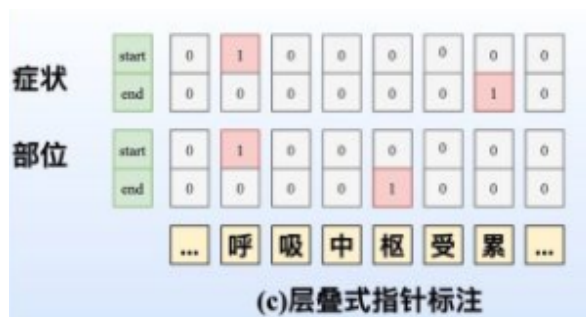 症状
start 0 1 0 0 0 0 0 0
end 0 0 0 0 0 0 1 0
部位
start 0 1 0 0 0 0 0 0
end 0 0 0 0 1 0 0 0
... 呼 吸 中 枢 受 累 ...
(c)层叠式指针标注